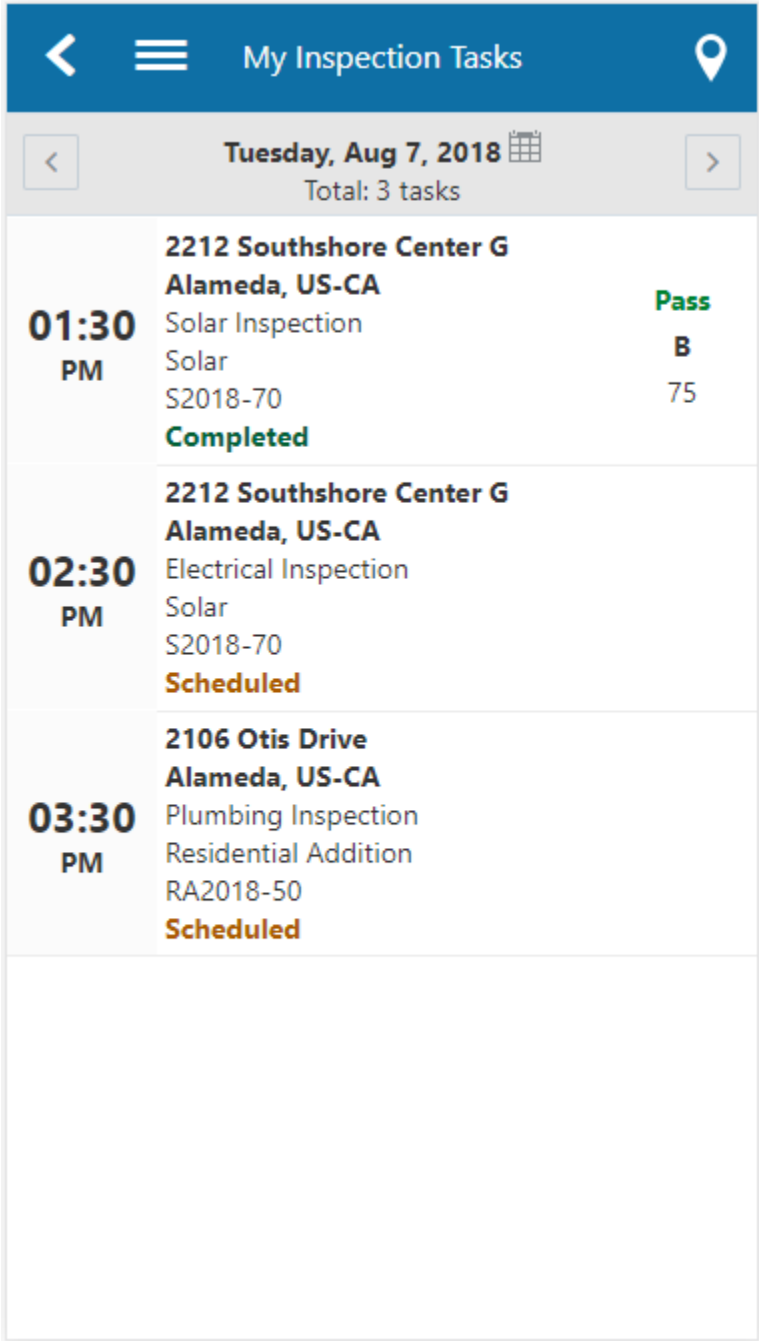 My Inspection Tasks
Tuesday, Aug 7, 2018
Total: 3 tasks
01:30
PM
2212 Southshore Center G
Alameda, US-CA
Solar Inspection
Solar
S2018-70
Completed
Pass
B
75
02:30
PM
2212 Southshore Center G
Alameda, US-CA
Electrical Inspection
Solar
S2018-70
Scheduled
03:30
PM
2106 Otis Drive
Alameda, US-CA
Plumbing Inspection
Residential Addition
RA2018-50
Scheduled